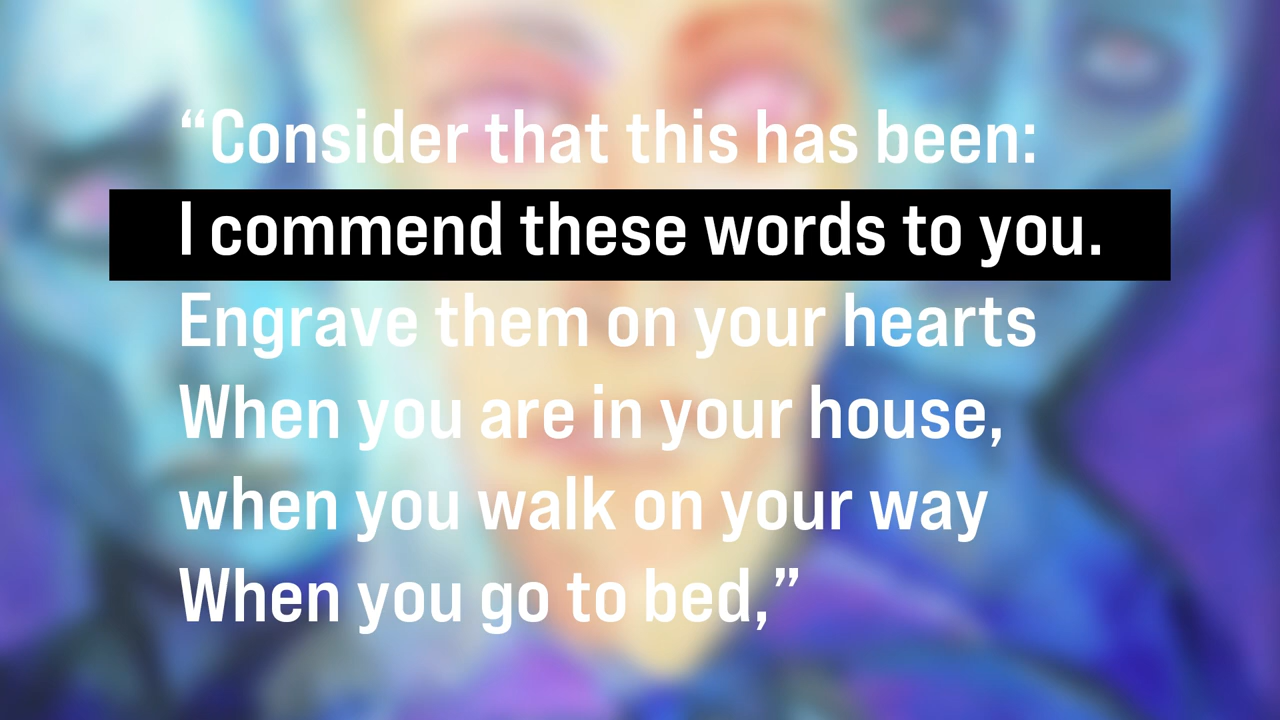 “Consider that this has been:
I commend these words to you.
Engrave them on your hearts
When you are in your house,
when you walk on your way
When you go to bed,”